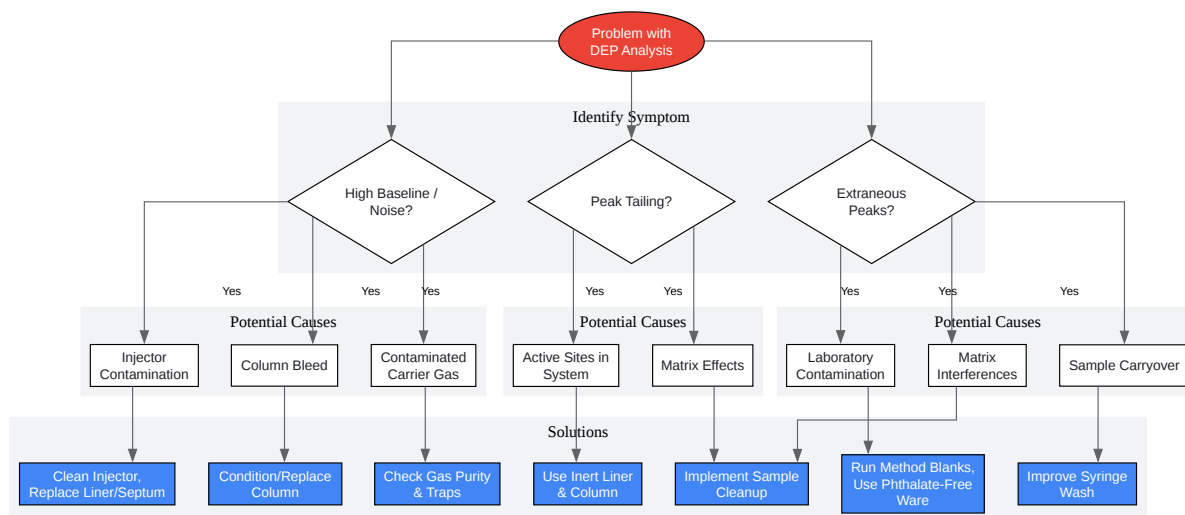 Problem with
DEP Analysis
Identify Symptom
High Baseline /
Noise?
Peak Tailing?
Extraneous
Peaks?
Yes
Yes
Yes
Yes
Yes
Yes
Yes
Yes
Potential Causes
Potential Causes
Potential Causes
Injector
Contamination
Column Bleed
Contaminated
Carrier Gas
Active Sites in
System
Matrix Effects
Laboratory
Contamination
Matrix
Interferences
Sample Carryover
Solutions
Clean Injector,
Replace Liner/Septum
Condition/Replace
Column
Check Gas Purity
& Traps
Use Inert Liner
& Column
Implement Sample
Cleanup
Run Method Blanks,
Use Phthalate-Free
Ware
Improve Syringe
Wash